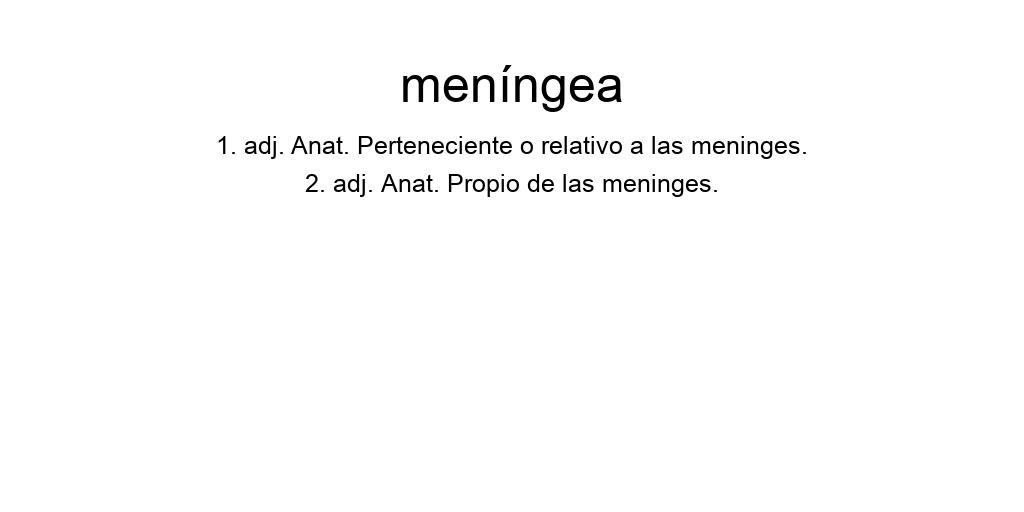 meníngea
1. adj. Anat. Perteneciente o relativo a las meninges.
2. adj. Anat. Propio de las meninges.